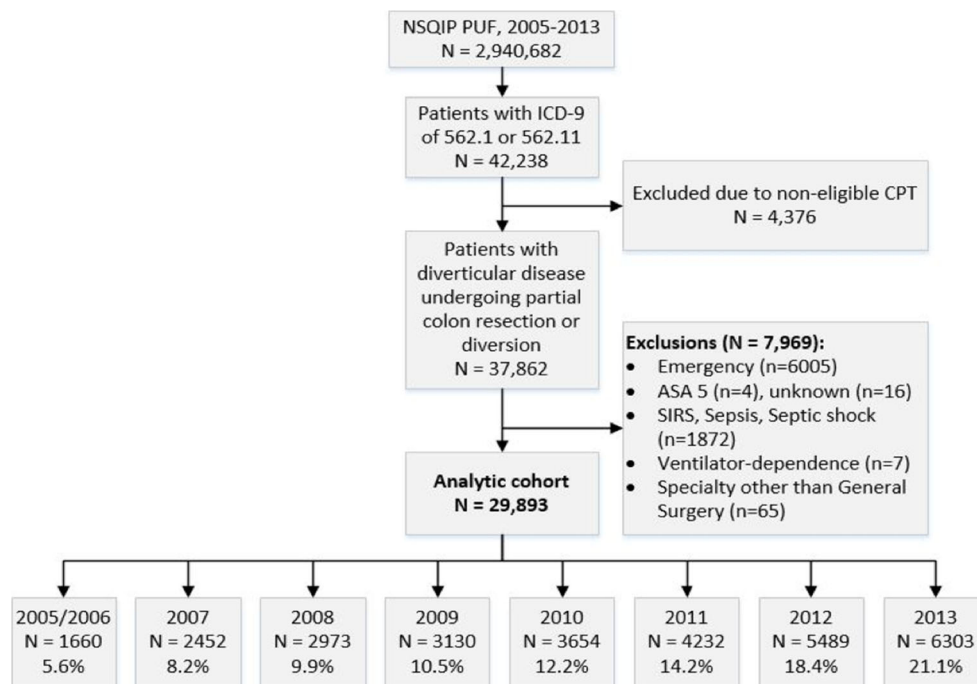 NSQIP PUF, 2005-2013
N = 2,940,682
Patients with ICD-9
of 562.1 or 562.11
N = 42,238
Excluded due to non-eligible CPT
N = 4,376
Patients with
diverticular disease
undergoing partial
colon resection or
diversion
N = 37,862
Exclusions (N = 7,969):
• Emergency (n=6005)
• ASA 5 (n=4), unknown (n=16)
• SIRS, Sepsis, Septic shock
(n=1872)
• Ventilator-dependence (n=7)
• Specialty other than General
Surgery (n=65)
Analytic cohort
N = 29,893
2005/2006
N = 1660
5.6%
2007
N = 2452
8.2%
2008
N = 2973
9.9%
2009
N = 3130
10.5%
2010
N = 3654
12.2%
2011
N = 4232
14.2%
2012
N = 5489
18.4%
2013
N = 6303
21.1%